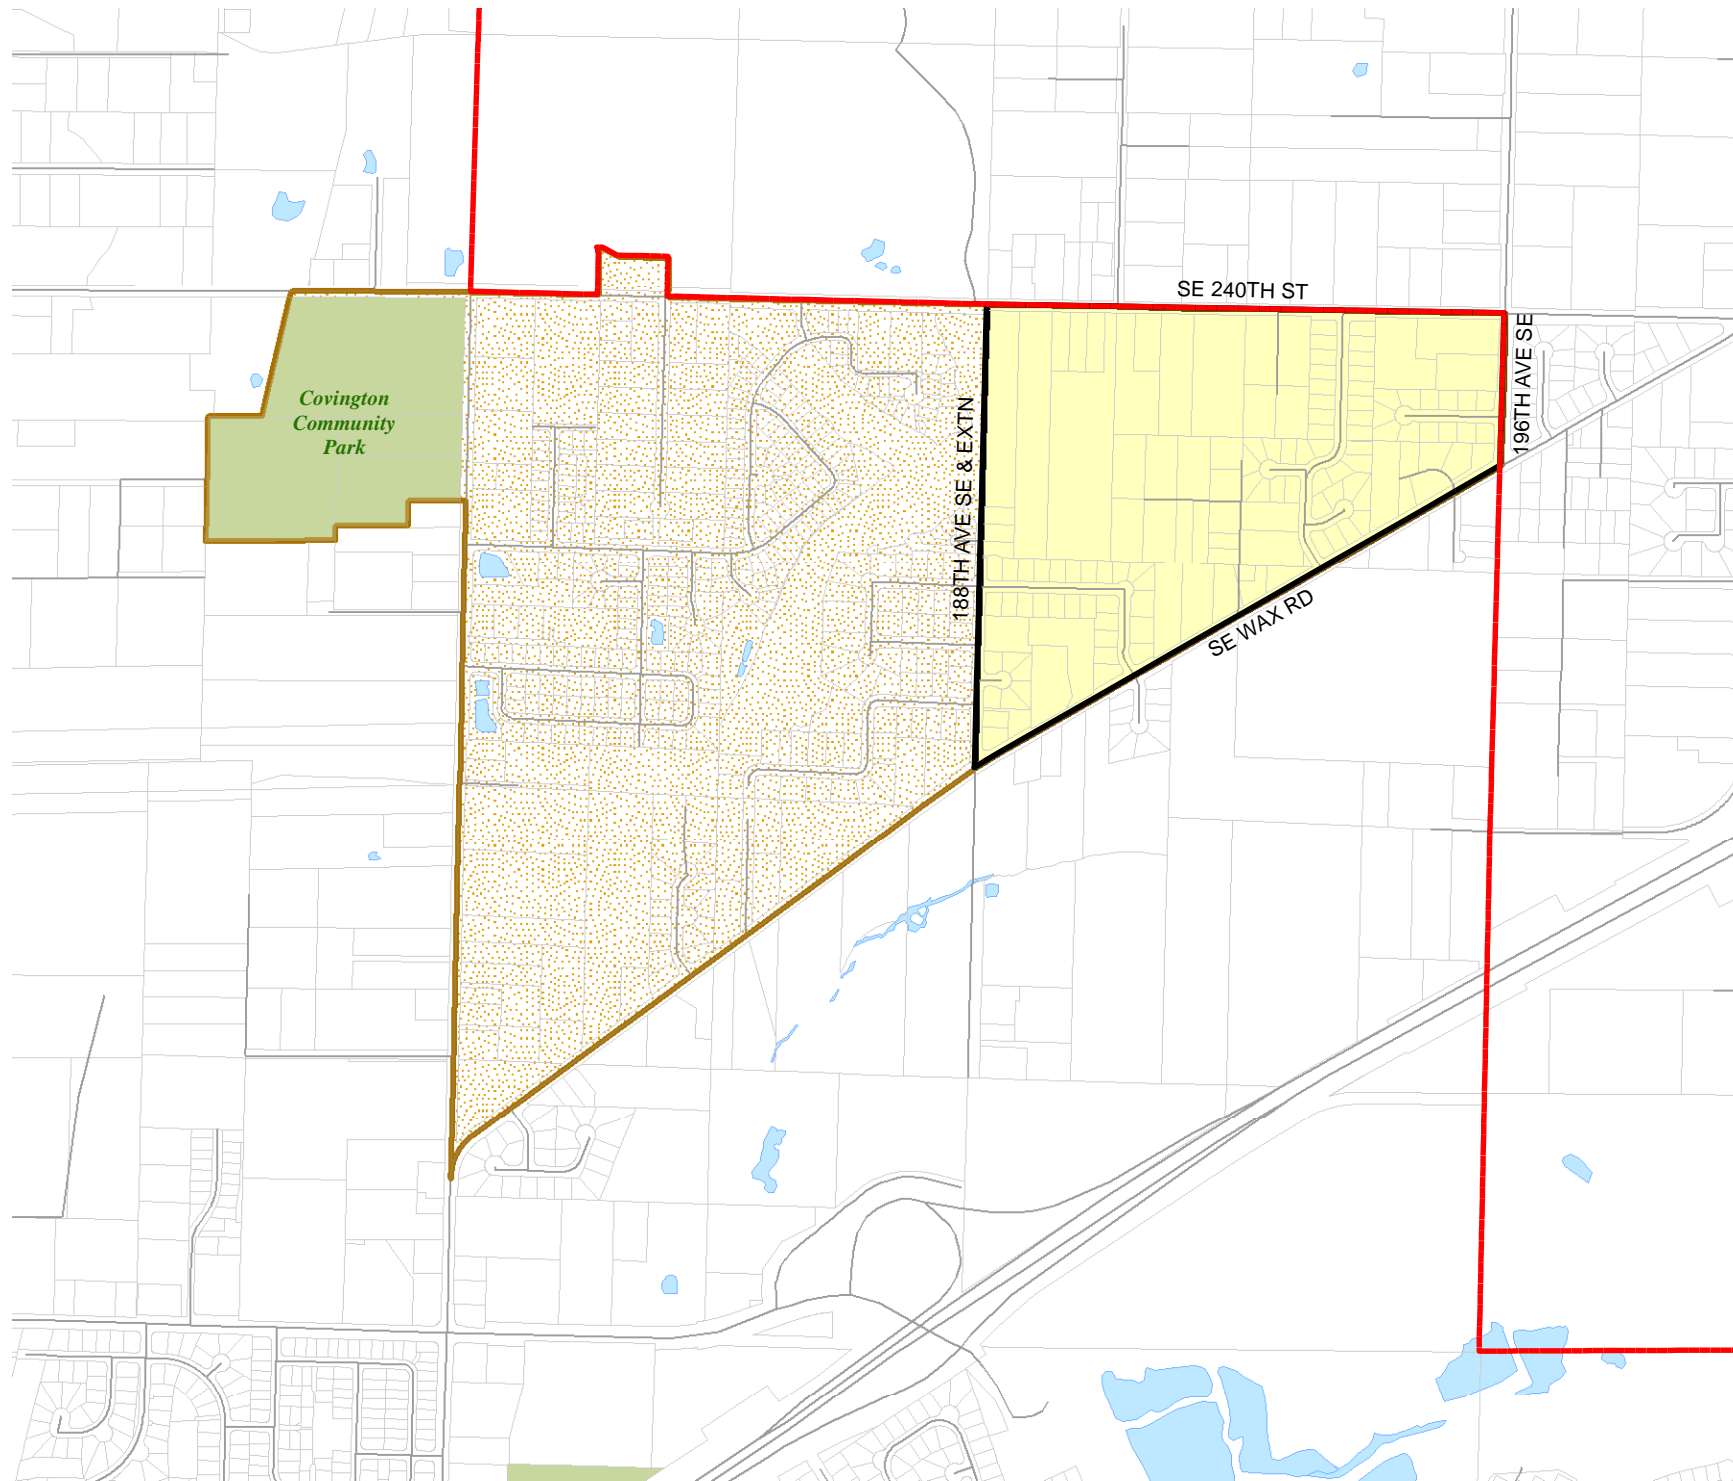 SE 240TH ST
196TH AVE SE
Covington
Community
Park
188TH AVE SE & EXTN
SE WAX RD